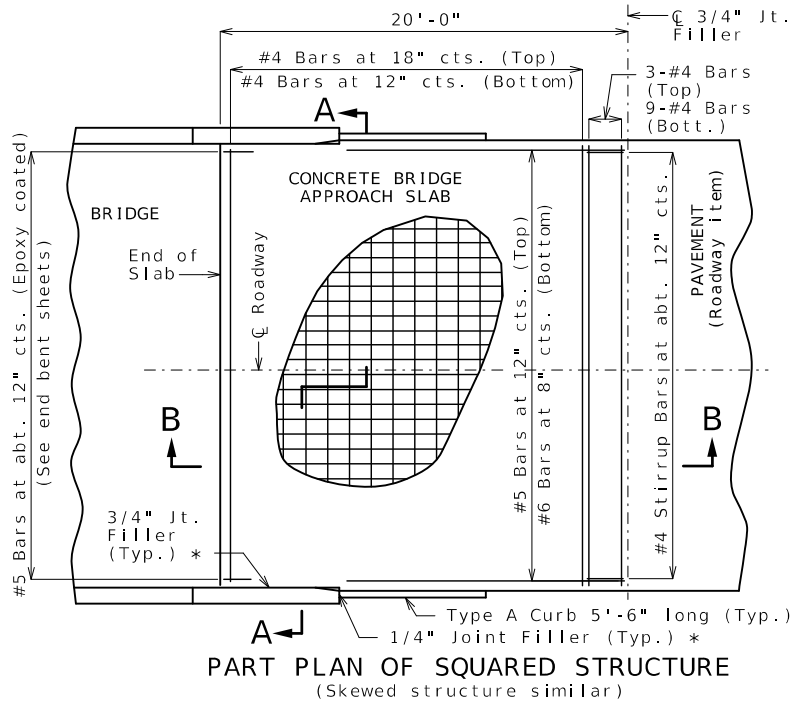 20'-0"
℄ 3/4" Jt.
Filler
#4 Bars at 18" cts. (Top)
#4 Bars at 12" cts. (Bottom)
3-#4 Bars
(Top)
9-#4 Bars
(Bott.)
A
CONCRETE BRIDGE
APPROACH SLAB
BRIDGE
End of
Slab
℄ Roadway
#5 Bars at abt. 12" cts. (Epoxy coated)
(See end bent sheets)
#5 Bars at 12" cts. (Top)
#6 Bars at 8" cts. (Bottom)
#4 Stirrup Bars at abt. 12" cts.
PAVEMENT
(Roadway item)
B
B
3/4" Jt.
Filler
(Typ.) *
Type A Curb 5'-6" long (Typ.)
A
1/4" Joint Filler (Typ.) *
PART PLAN OF SQUARED STRUCTURE
(Skewed structure similar)